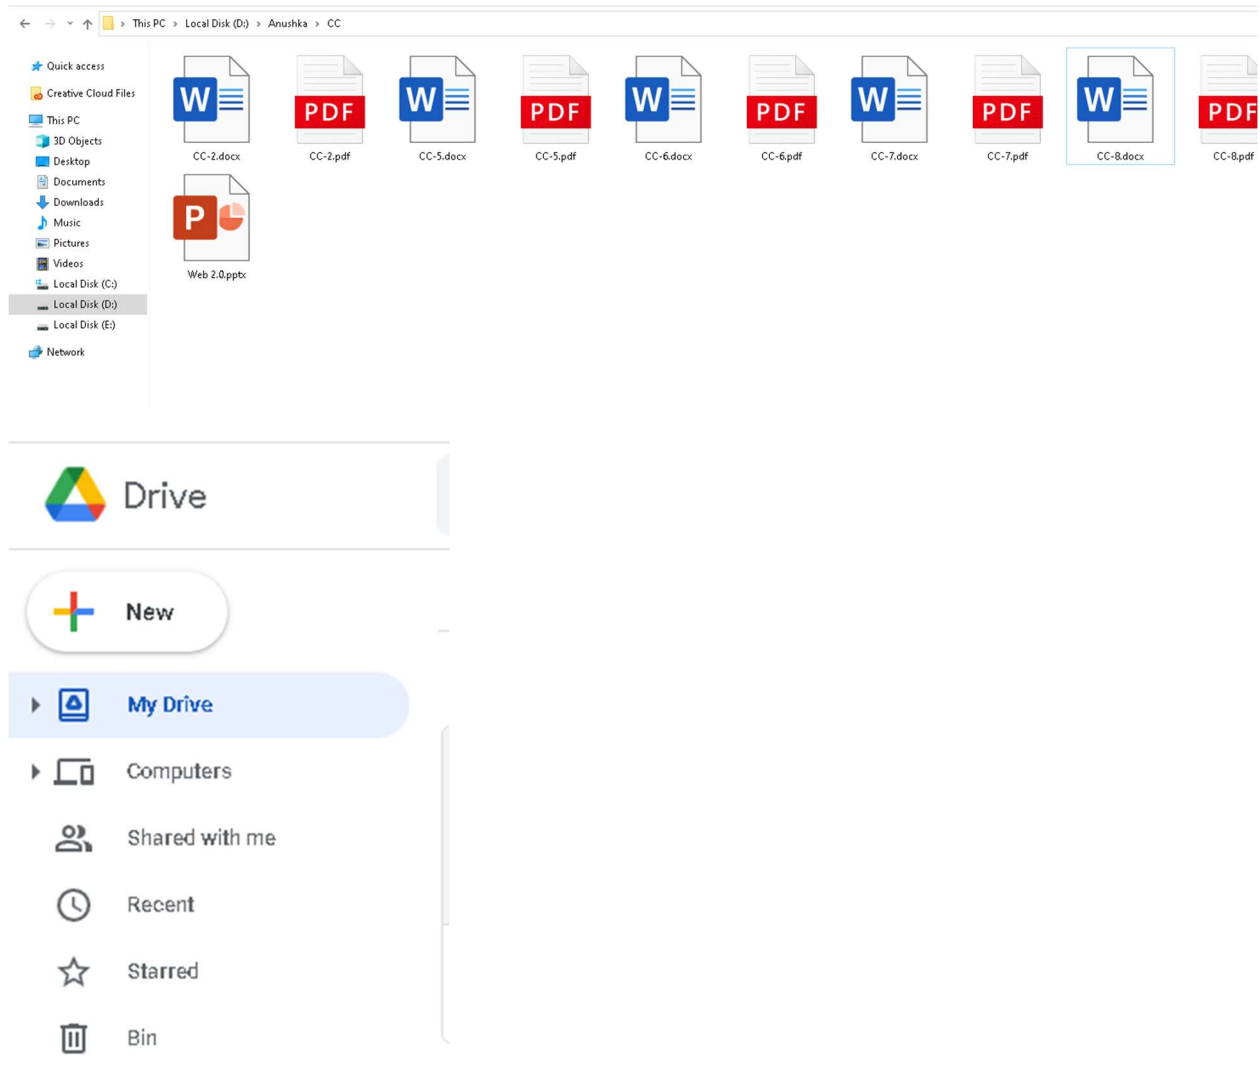 This PC > Local Disk (D:) > Anushka > CC
Quick access
Creative Cloud Files
This PC
3D Objects
Desktop
Documents
Downloads
Music
Pictures
Videos
Local Disk (C:)
Local Disk (D:)
Local Disk (E:)
Network
W PDF W PDF W PDF W PDF W PDF
CC-2.docx CC-2.pdf CC-5.docx CC-5.pdf CC-6.docx CC-6.pdf CC-7.docx CC-7.pdf CC-8.docx CC-8.pdf
P
Web 2.0.pptx
Drive
New
My Drive
Computers
Shared with me
Recent
Starred
Bin